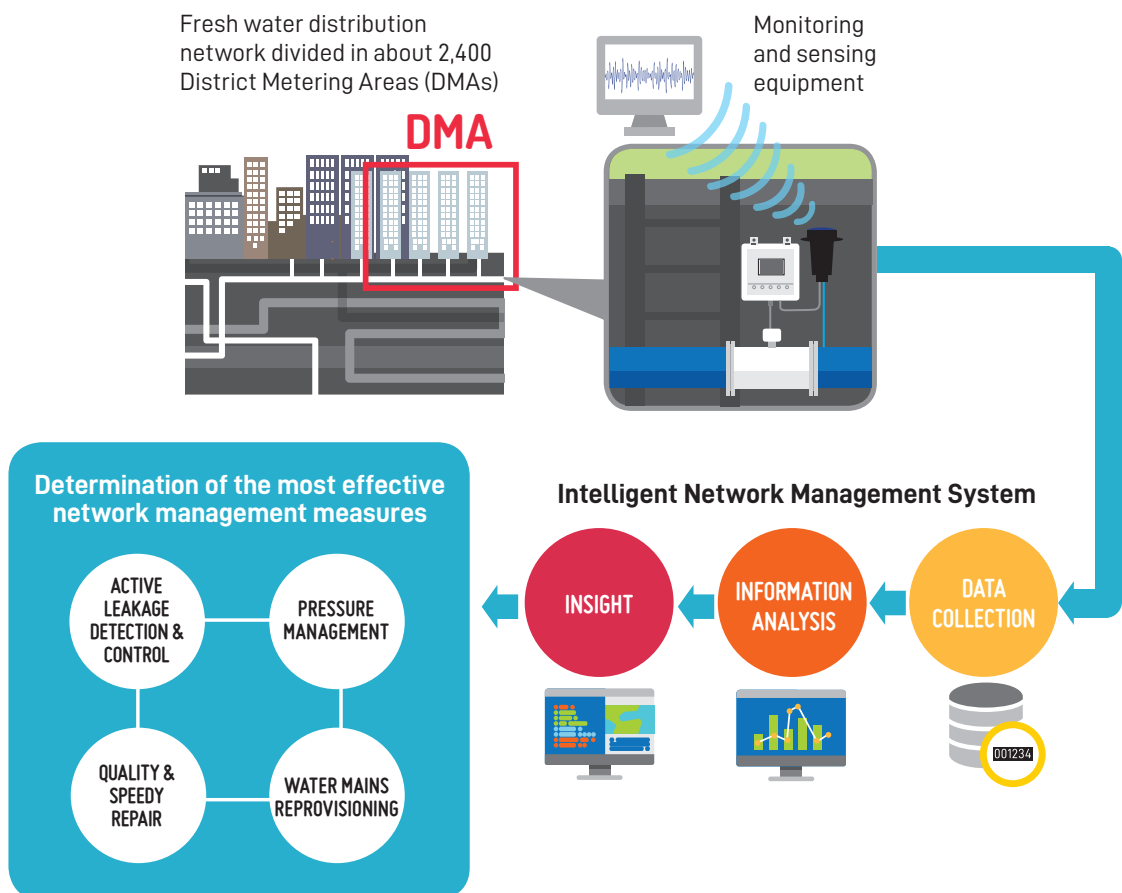 Fresh water distribution
network divided in about 2,400
District Metering Areas (DMAs)
Monitoring
and sensing
equipment
DMA
Determination of the most effective
network management measures
ACTIVE
LEAKAGE
DETECTION &
CONTROL
PRESSURE
MANAGEMENT
QUALITY &
SPEEDY
REPAIR
WATER MAINS
REPROVISIONING
Intelligent Network Management System
INSIGHT
INFORMATION
ANALYSIS
DATA
COLLECTION
001234